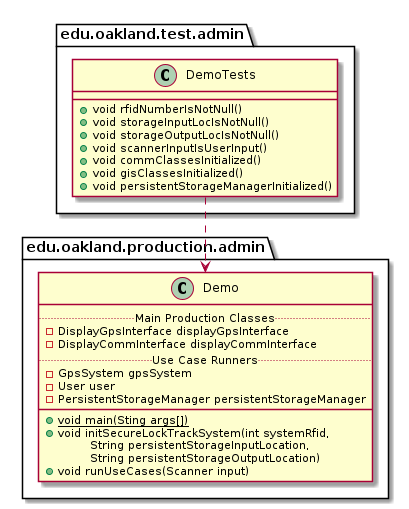 edu.oakland.test.admin
C DemoTests
void rfidNumberIsNotNull()
void storageInputLocIsNotNull()
void storageOutputLocIsNotNull()
void scannerInputIsUserInput()
void commClassesInitialized()
void gisClassesInitialized()
void persistentStorageManagerInitialized()
edu.oakland.production.admin
C Demo
Main Production Classes
DisplayGpsInterface displayGpsInterface
DisplayCommInterface displayCommInterface
Use Case Runners
GpsSystem gpsSystem
User user
PersistentStorageManager persistentStorageManager
void main(Sting args[])
void initSecureLockTrackSystem(int systemRfid,
String persistentStorageInputLocation,
String persistentStorageOutputLocation)
void runUseCases(Scanner input)